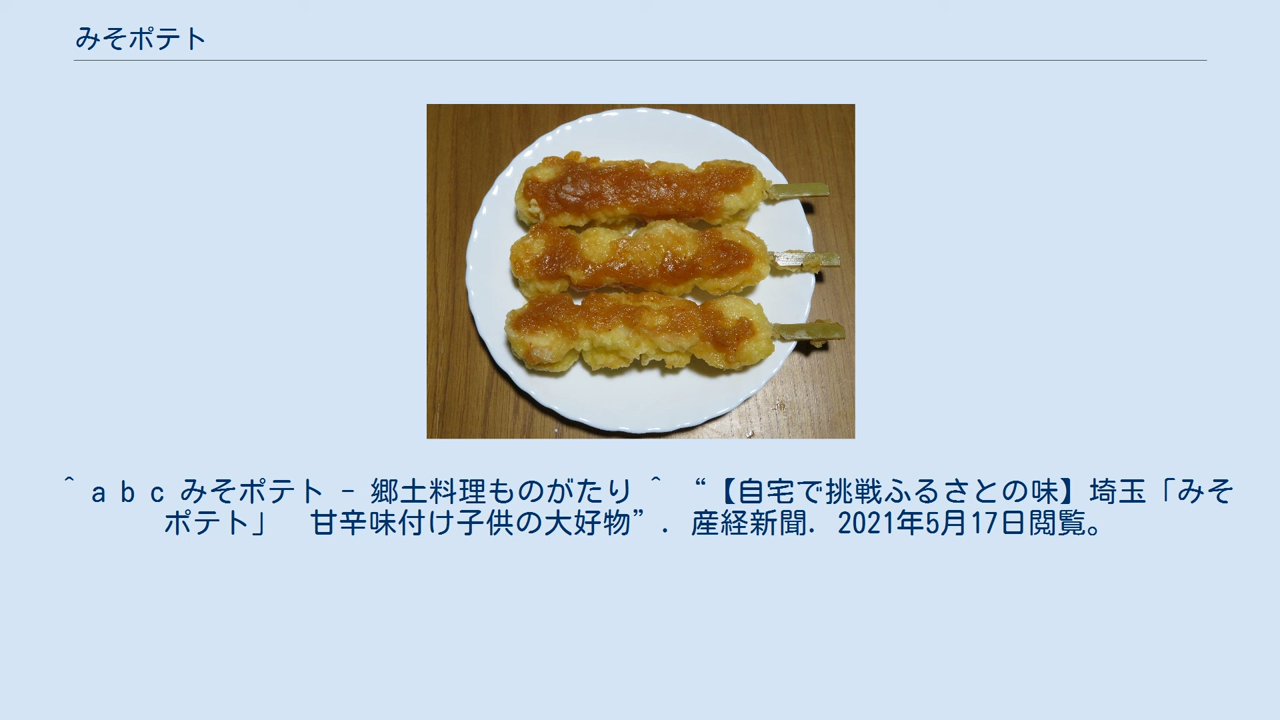 みそポテト
^ a b c みそポテト - 郷土料理ものがたり ^ “【自宅で挑戦ふるさとの味】埼玉「みそ
ポテト」　甘辛味付け子供の大好物”. 産経新聞. 2021年5月17日閲覧。